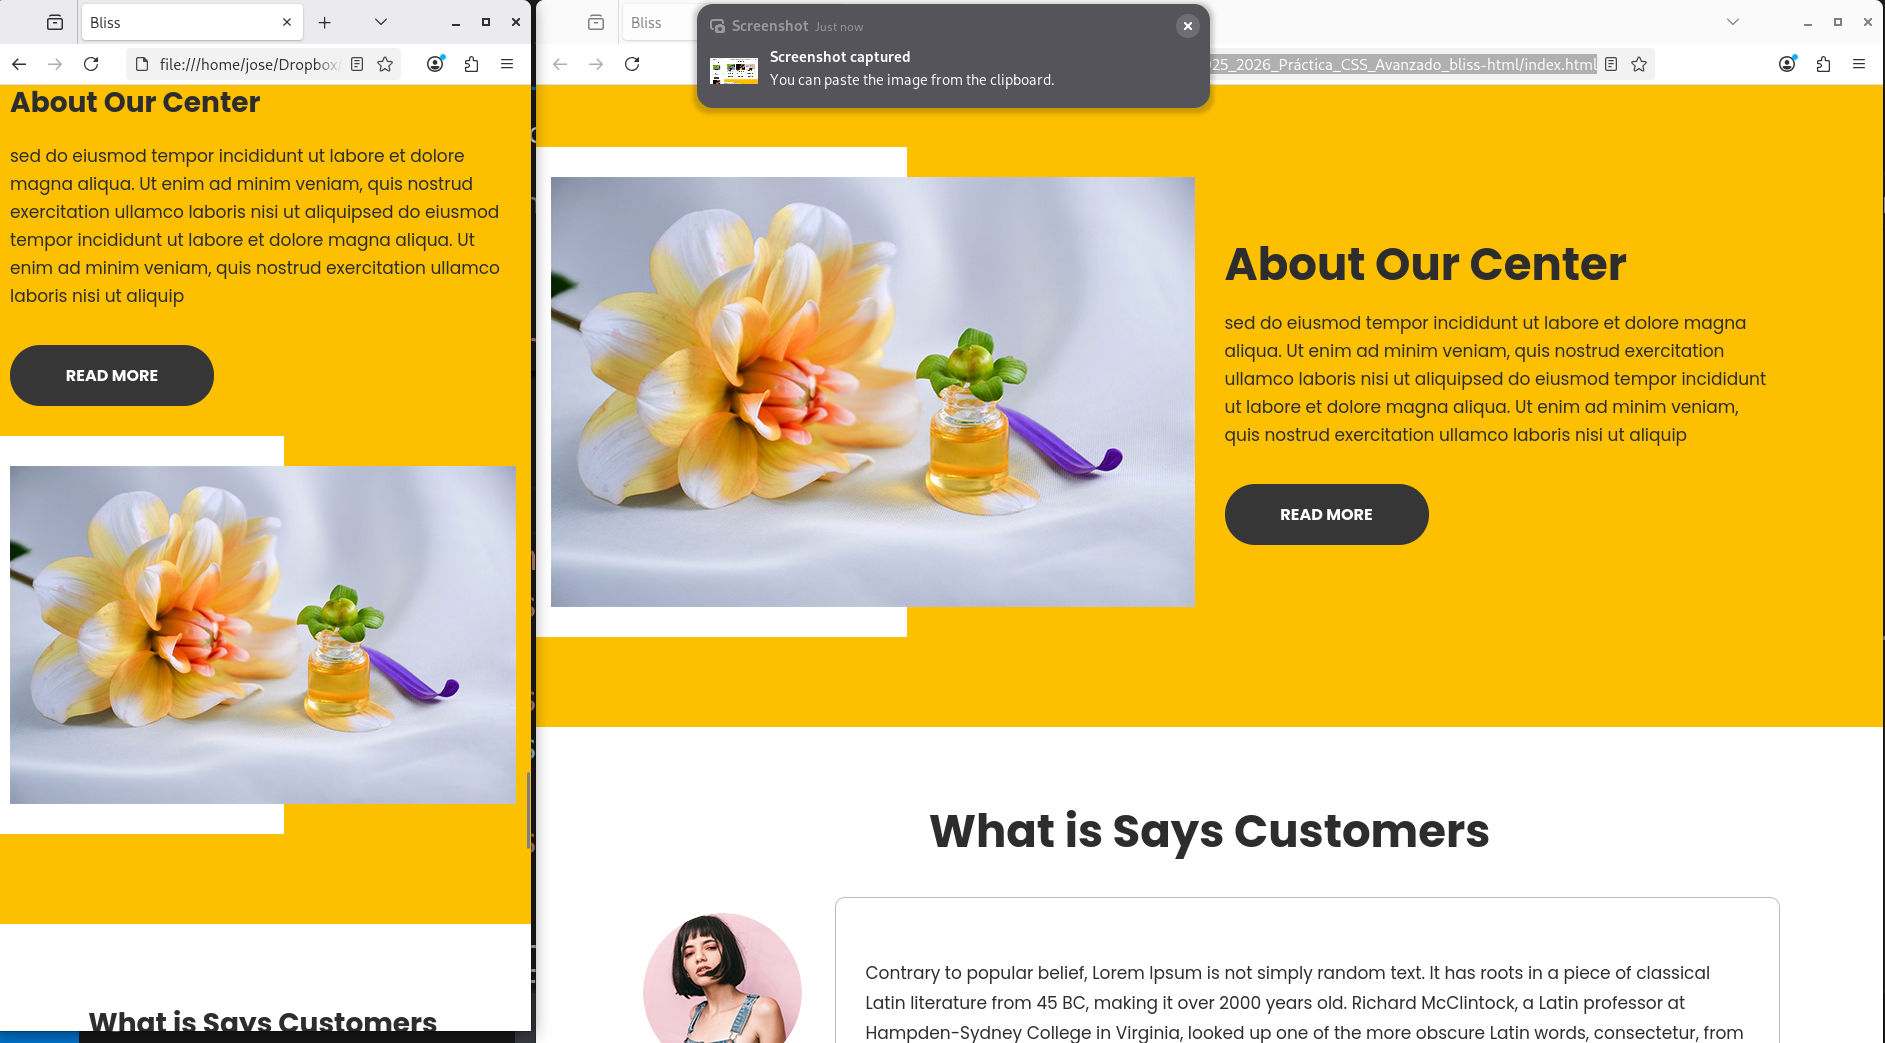 Bliss
file:///home/jose/Dropbox/
About Our Center
sed do eiusmod tempor incididunt ut labore et dolore
magna aliqua. Ut enim ad minim veniam, quis nostrud
exercitation ullamco laboris nisi ut aliquipsed do eiusmod
tempor incididunt ut labore et dolore magna aliqua. Ut
enim ad minim veniam, quis nostrud exercitation ullamco
laboris nisi ut aliquip
READ MORE
What is Says Customers
Bliss
Screenshot Just now
Screenshot captured
You can paste the image from the clipboard.
25_2026_Práctica_CSS_Avanzado_bliss-html/index.html
About Our Center
sed do eiusmod tempor incididunt ut labore et dolore magna
aliqua. Ut enim ad minim veniam, quis nostrud exercitation
ullamco laboris nisi ut aliquipsed do eiusmod tempor incididunt
ut labore et dolore magna aliqua. Ut enim ad minim veniam,
quis nostrud exercitation ullamco laboris nisi ut aliquip
READ MORE
What is Says Customers
Contrary to popular belief, Lorem Ipsum is not simply random text. It has roots in a piece of classical
Latin literature from 45 BC, making it over 2000 years old. Richard McClintock, a Latin professor at
Hampden-Sydney College in Virginia, looked up one of the more obscure Latin words, consectetur, from